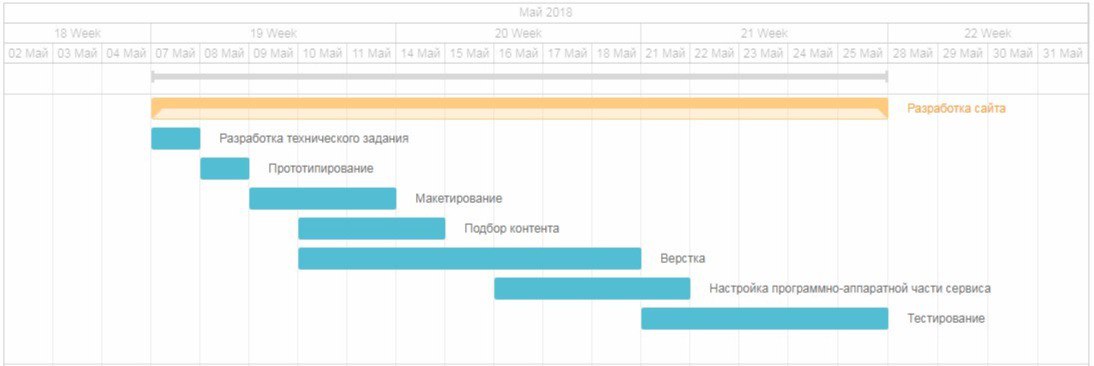 Май 2018
18 Week 19 Week 20 Week 21 Week 22 Week
02 Май 03 Май 04 Май 07 Май 08 Май 09 Май 10 Май 11 Май 14 Май 15 Май 16 Май 17 Май 18 Май 21 Май 22 Май 23 Май 24 Май 25 Май 28 Май 29 Май 30 Май 31 Май
Разработка сайта
Разработка технического задания
Прототипирование
Макетирование
Подбор контента
Верстка
Настройка программно-аппаратной части сервиса
Тестирование